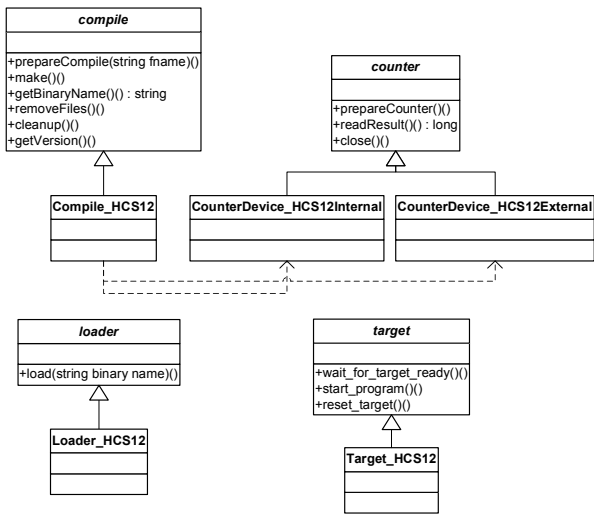 compile
+prepareCompile(string fname)()
+make()()
+getBinaryName()() : string
+removeFiles()()
+cleanup()()
+getVersion()()
counter
+prepareCounter()()
+readResult()() : long
+close()()
Compile_HCS12
CounterDevice_HCS12Internal
CounterDevice_HCS12External
loader
+load(string binary name)()
target
+wait_for_target_ready()()
+start_program()()
+reset_target()()
Loader_HCS12
Target_HCS12